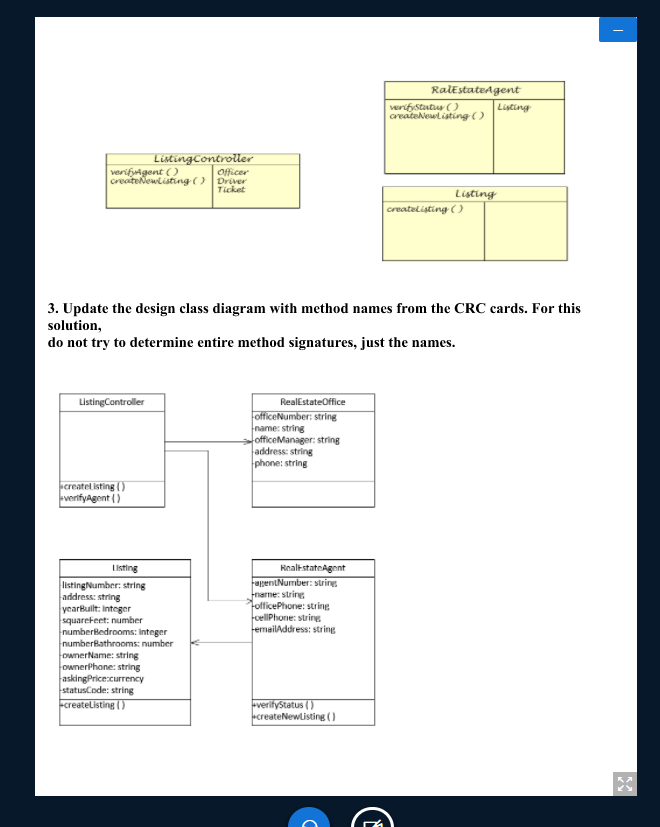 RalEstateAgent
verifyStatus ( )
createNewListing ( )
Listing
ListingController
verifyAgent ( )
createNewListing ( )
Officer
Driver
Ticket
Listing
createListing ( )
3. Update the design class diagram with method names from the CRC cards. For this
solution,
do not try to determine entire method signatures, just the names.
ListingController
+createListing ( )
+verifyAgent ( )
RealEstateOffice
-officeNumber: string
-name: string
-officeManager: string
-address: string
-phone: string
Listing
-listingNumber: string
-address: string
-yearBuilt: integer
-squareFeet: number
-numberBedrooms: integer
-numberBathrooms: number
-ownerName: string
-ownerPhone: string
-askingPrice:currency
-statusCode: string
+createListing ( )
RealEstateAgent
-agentNumber: string
-name: string
-officePhone: string
-cellPhone: string
-emailAddress: string
+verifyStatus ( )
+createNewListing ( )